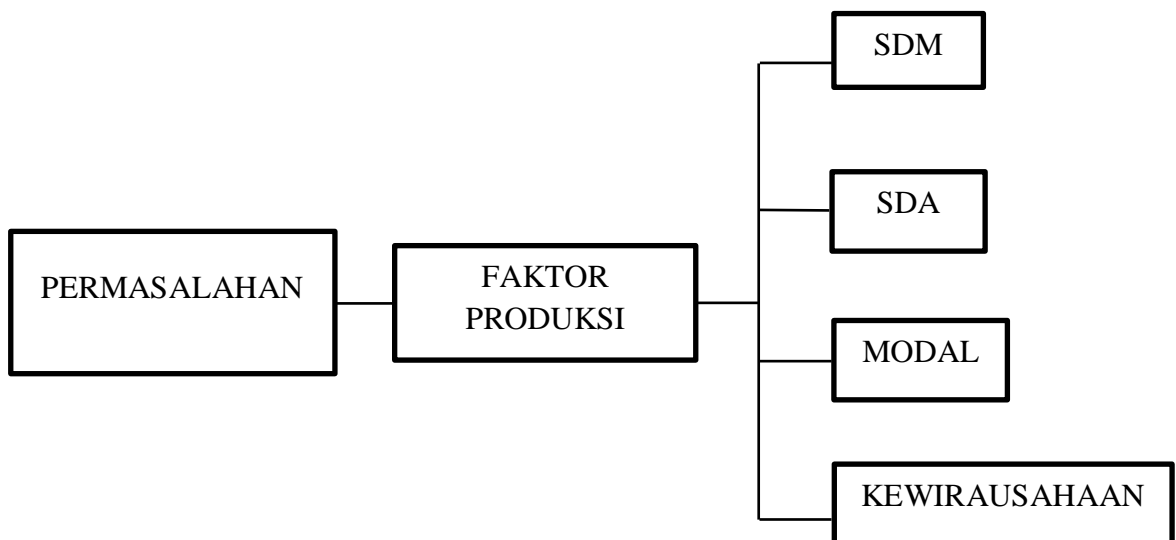 SDM
SDA
PERMASALAHAN
FAKTOR
PRODUKSI
MODAL
KEWIRAUSAHAAN